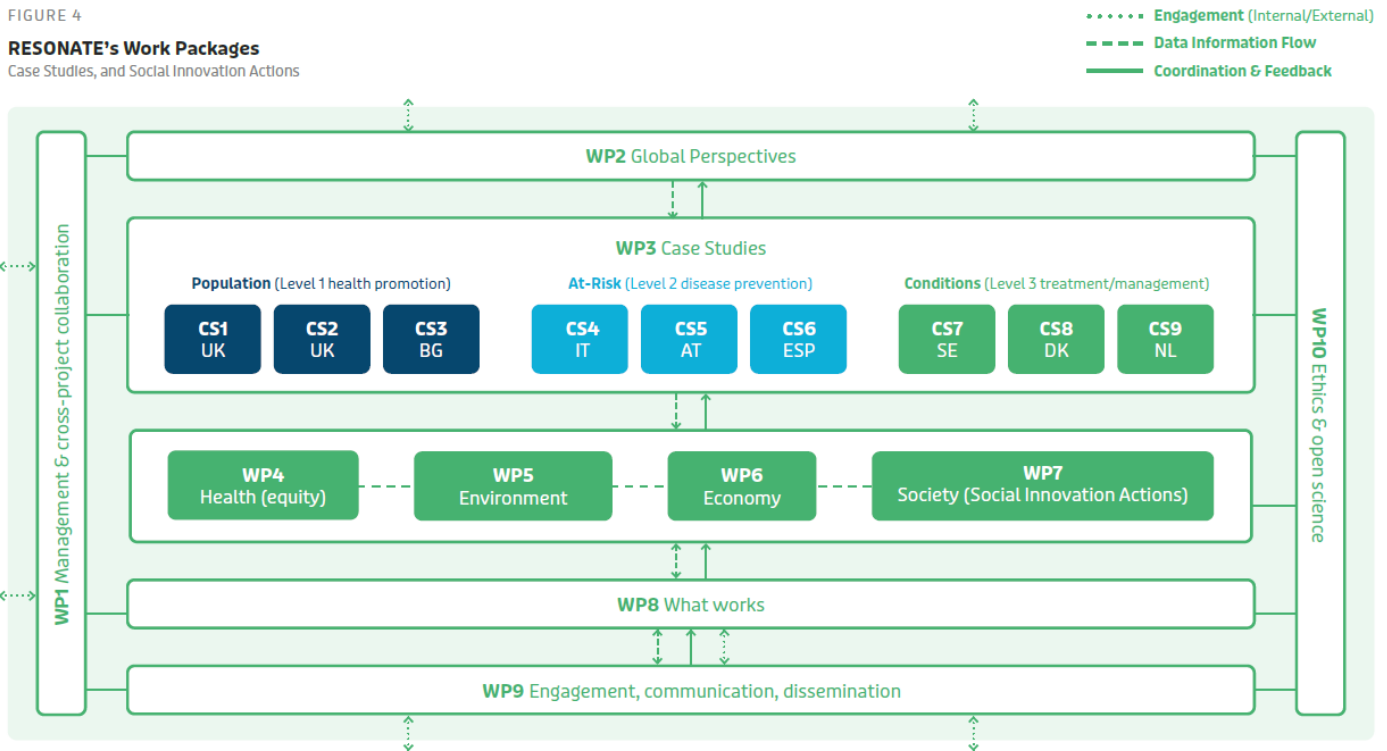 FIGURE 4
RESONATE's Work Packages
Case Studies, and Social Innovation Actions
Engagement (Internal/External)
Data Information Flow
Coordination & Feedback
WP1 Management & cross-project collaboration
WP2 Global Perspectives
WP3 Case Studies
Population (Level 1 health promotion)
CS1
UK
CS2
UK
CS3
BG
At-Risk (Level 2 disease prevention)
CS4
IT
CS5
AT
CS6
ESP
Conditions (Level 3 treatment/management)
CS7
SE
CS8
DK
CS9
NL
WP4
Health (equity)
WP5
Environment
WP6
Economy
WP7
Society (Social Innovation Actions)
WP8 What works
WP9 Engagement, communication, dissemination
WP10 Ethics & open science